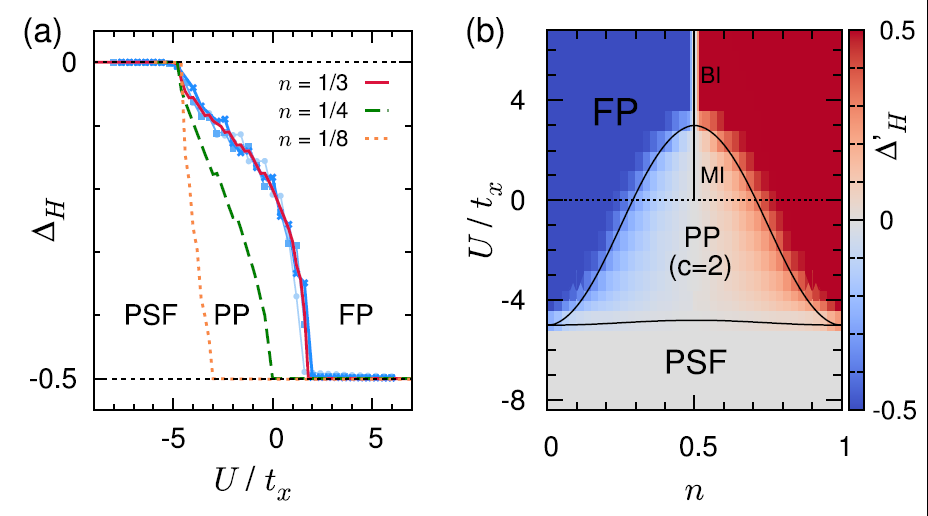 (a)
0
-0.5
Δ_H
n = 1/3
n = 1/4
n = 1/8
PSF
PP
FP
-5
0
5
U / t_x
(b)
4
0
-4
-8
U / t_x
FP
BI
MI
PP
(c=2)
PSF
0
0.5
1
n
0.5
0
-0.5
Δ'_H